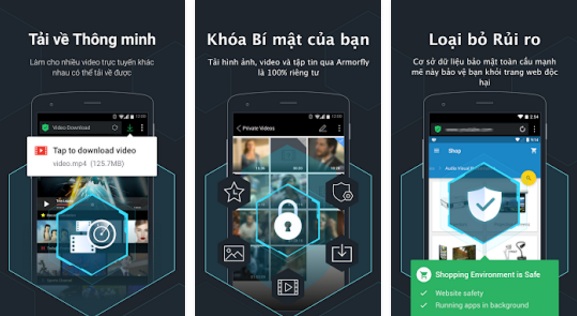 Tải về Thông minh
Làm cho nhiều video trực tuyến khác
nhau có thể tải về được
Video Download
Tap to download video
video.mp4 (125.7MB)
Khóa Bí mật của bạn
Tải hình ảnh, video và tập tin qua Armorfly
là 100% riêng tư
Private Videos
Loại bỏ Rủi ro
Cơ sở dữ liệu bảo mật toàn cầu mạnh
mẽ này bảo vệ bạn khỏi trang web độc
hại
Shop
Shopping Environment is Safe
Website safety
Running apps in background